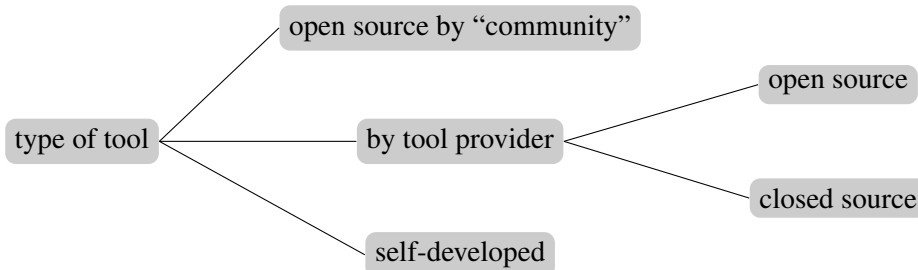 open source by “community”
open source
type of tool
by tool provider
closed source
self-developed